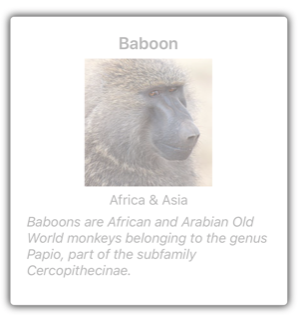 Baboon
Africa & Asia
Baboons are African and Arabian Old
World monkeys belonging to the genus
Papio, part of the subfamily
Cercopithecinae.